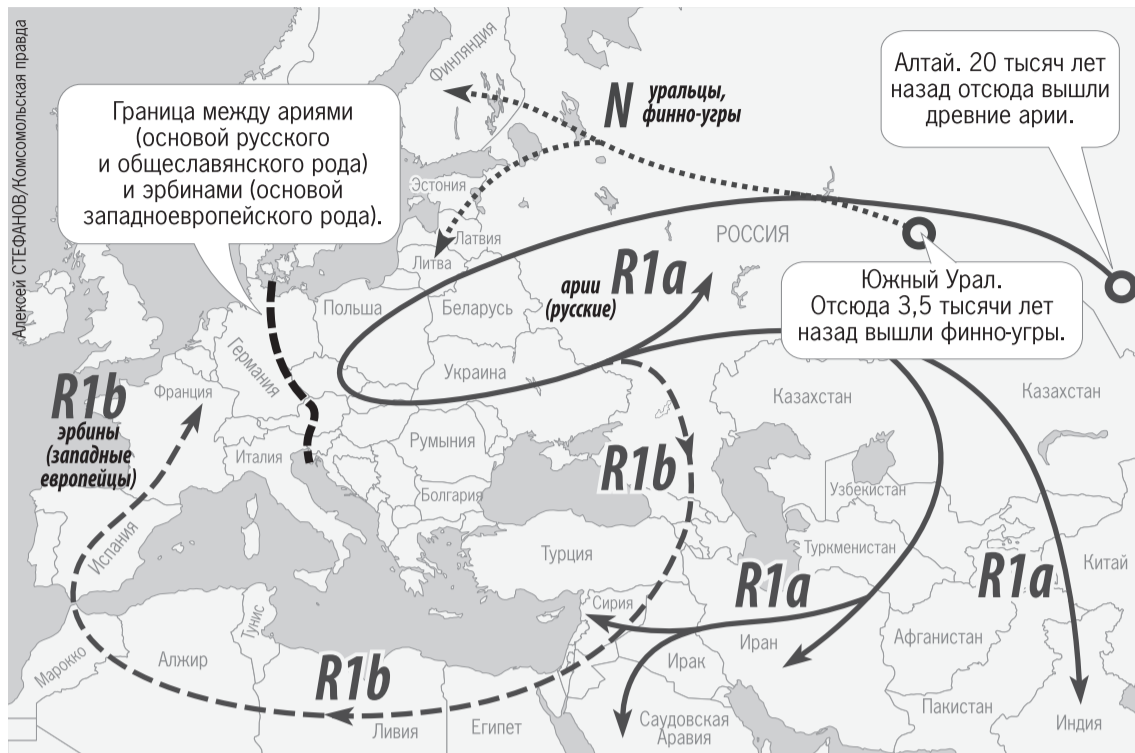 Алексей СТЕФАНОВ/Комсомольская правда
Граница между ариями
(основой русского
и общеславянского рода)
и эрбинами (основой
западноевропейского рода).
Финляндия
N уральцы,
финно-угры
Алтай. 20 тысяч лет
назад отсюда вышли
древние арии.
Эстония
Латвия
Литва
РОССИЯ
Южный Урал.
Отсюда 3,5 тысячи лет
назад вышли финно-угры.
арии
(русские)
R1a
Польша
Беларусь
Германия
Украина
Франция
R1b
эрбины
(западные
европейцы)
Казахстан
Казахстан
Италия
Румыния
R1b
Болгария
Узбекистан
Испания
Турция
Туркменистан
R1a
R1a
Китай
Сирия
Тунис
Марокко
Алжир
R1b
Ирак
Иран
Афганистан
Ливия
Египет
Саудовская
Аравия
Пакистан
Индия